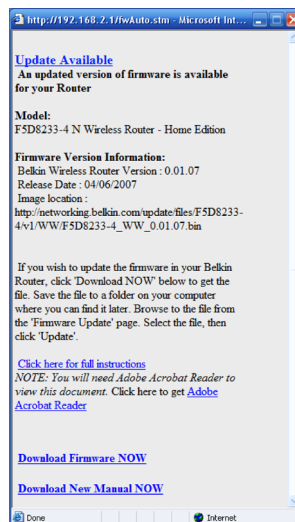 http://192.168.2.1/fwAuto.stm - Microsoft Int...
Update Available
An updated version of firmware is available
for your Router
Model:
F5D8233-4 N Wireless Router - Home Edition
Firmware Version Information:
Belkin Wireless Router Version : 0.01.07
Release Date : 04/06/2007
Image location :
http://networking.belkin.com/update/files/F5D8233-
4/v1/WW/F5D8233-4_WW_0.01.07.bin
If you wish to update the firmware in your Belkin
Router, click 'Download NOW' below to get the
file. Save the file to a folder on your computer
where you can find it later. Browse to the file from
the 'Firmware Update' page. Select the file, then
click 'Update'.
Click here for full instructions
NOTE: You will need Adobe Acrobat Reader to
view this document. Click here to get Adobe
Acrobat Reader
Download Firmware NOW
Download New Manual NOW
Done Internet